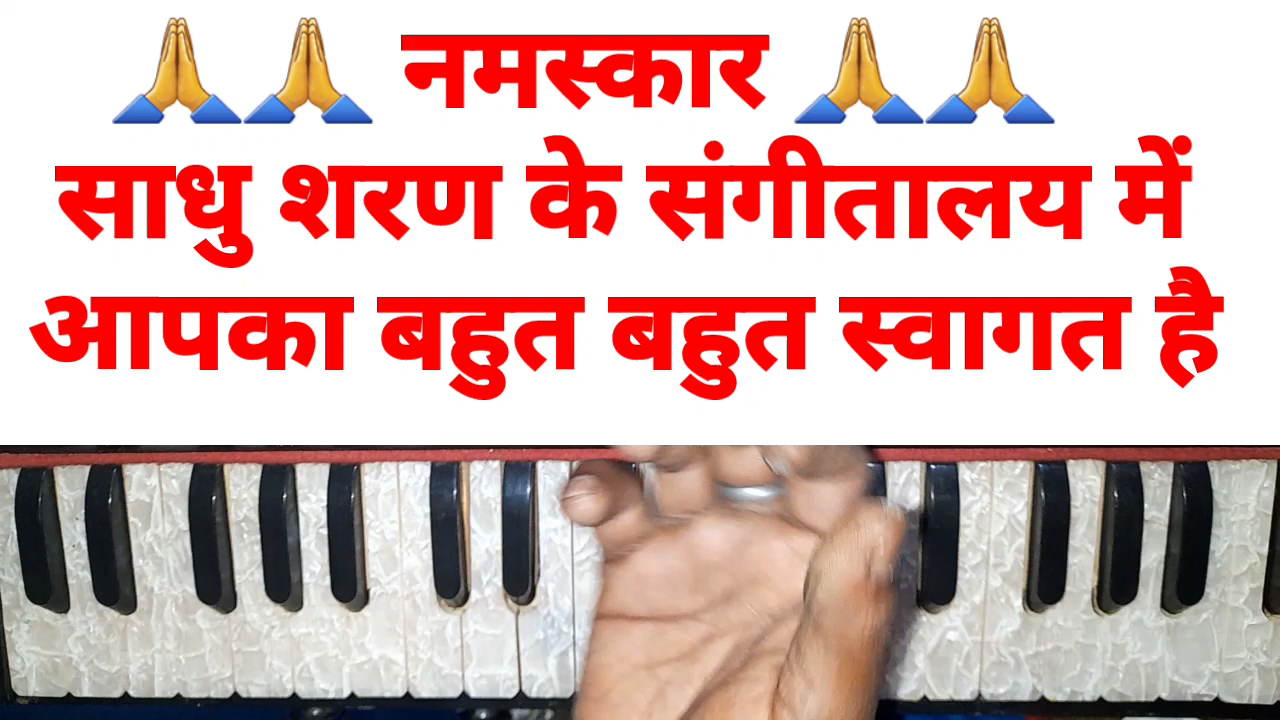 🙏🙏 नमस्कार 🙏🙏
साधु शरण के संगीतालय में
आपका बहुत बहुत स्वागत है